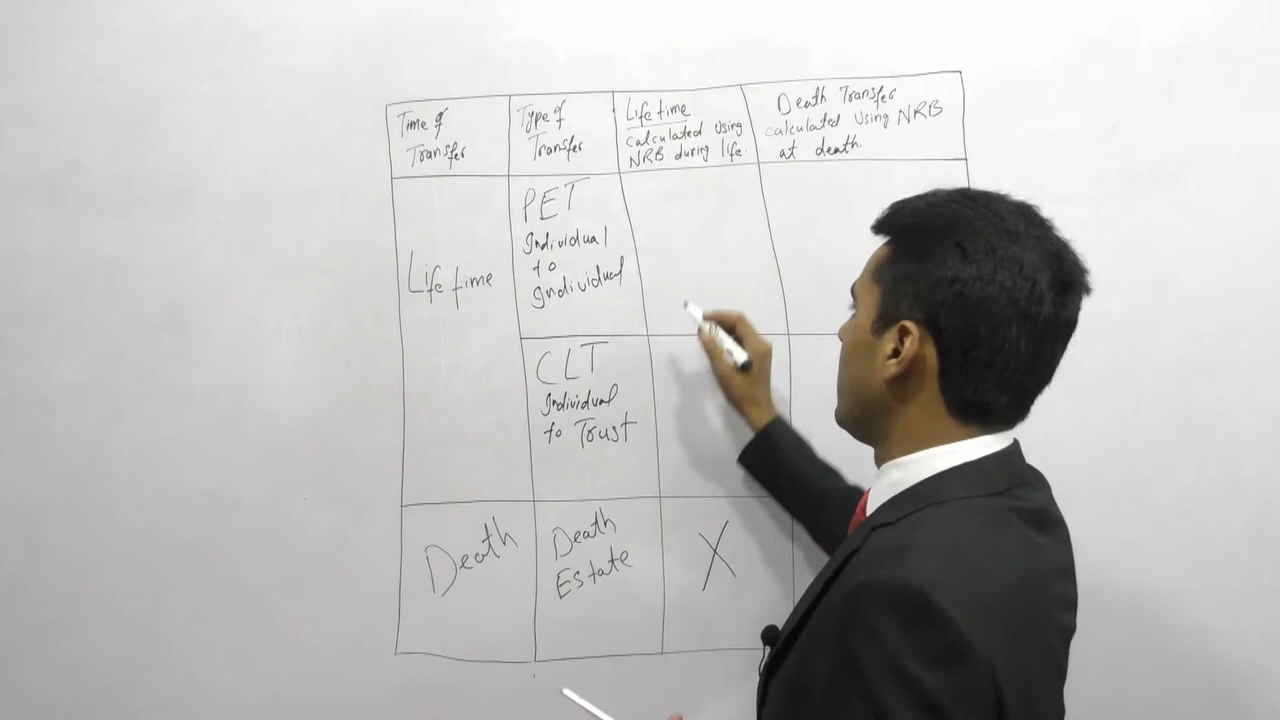 Time of
Transfer
Type of
Transfer
Life time
calculated using
NRB during life.
Death Transfer
calculated using NRB
at death.
Life time
PET
Individual
to
Individual
CLT
Individual
to Trust
Death
Death
Estate
X